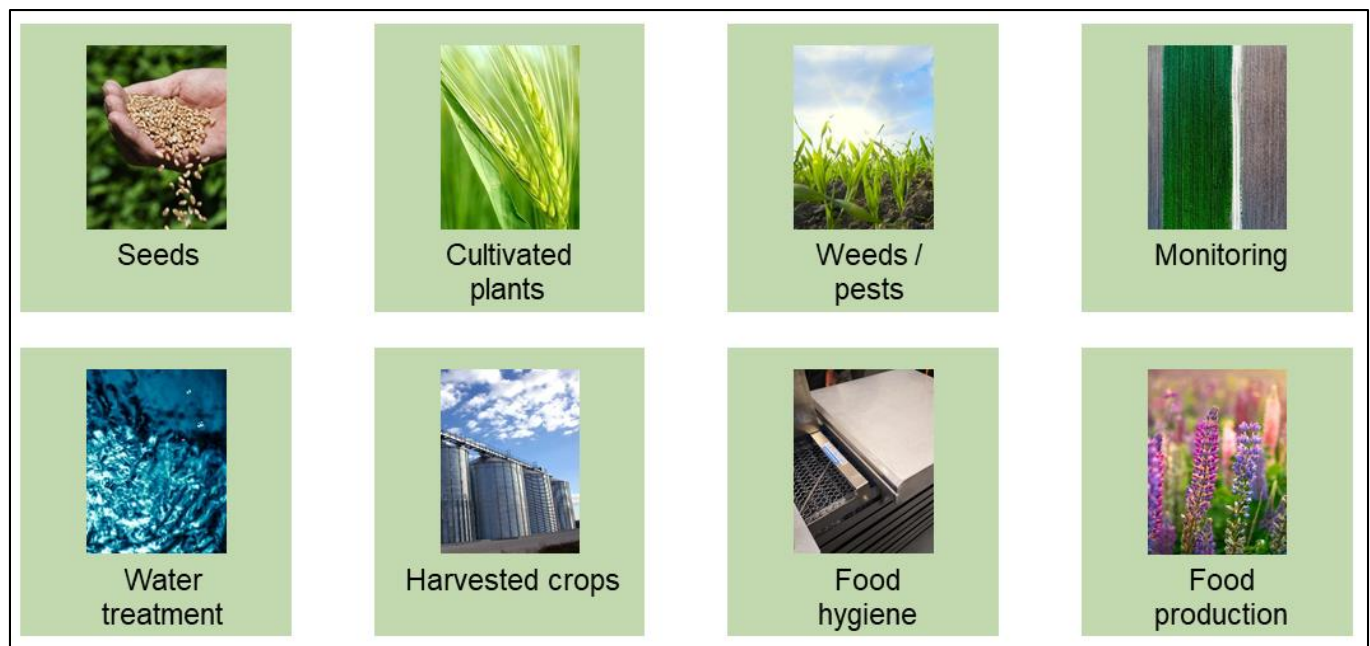 Seeds
Cultivated
plants
Weeds /
pests
Monitoring
Water
treatment
Harvested crops
Food
hygiene
Food
production